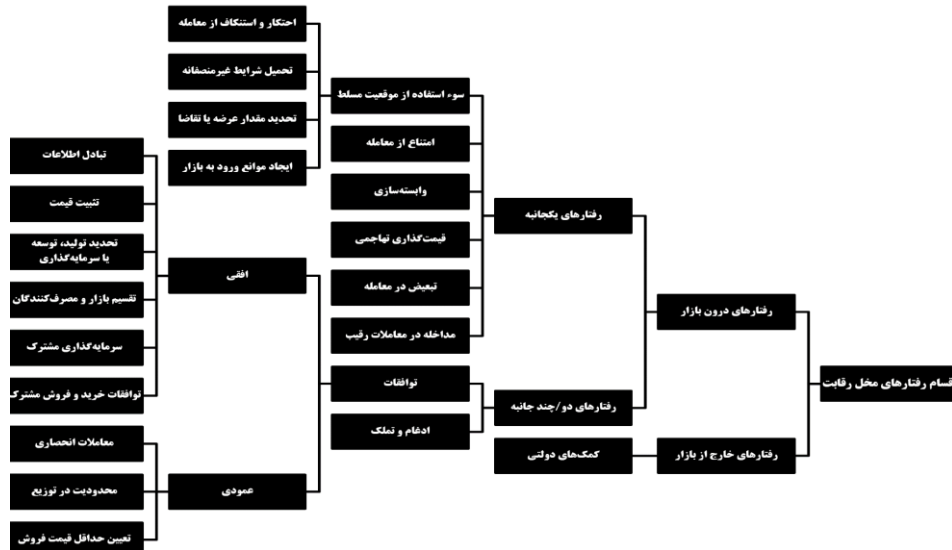 قسام رفتارهای مخل رقابت
رفتارهای درون بازار
رفتارهای یکجانبه
سوء استفاده از موقعیت مسلط
احتکار و استنکاف از معامله
تحمیل شرایط غیرمنصفانه
تحدید مقدار عرضه یا تقاضا
ایجاد موانع ورود به بازار
امتناع از معامله
وابسته‌سازی
قیمت‌گذاری تهاجمی
تبعیض در معامله
مداخله در معاملات رقیب
رفتارهای دو/چند جانبه
توافقات
افقی
تبادل اطلاعات
تثبیت قیمت
تحدید تولید، توسعه
یا سرمایه‌گذاری
تقسیم بازار و مصرف‌کنندگان
سرمایه‌گذاری مشترک
توافقات خرید و فروش مشترک
عمودی
معاملات انحصاری
محدودیت در توزیع
تعیین حداقل قیمت فروش
ادغام و تملک
رفتارهای خارج از بازار
کمک‌های دولتی